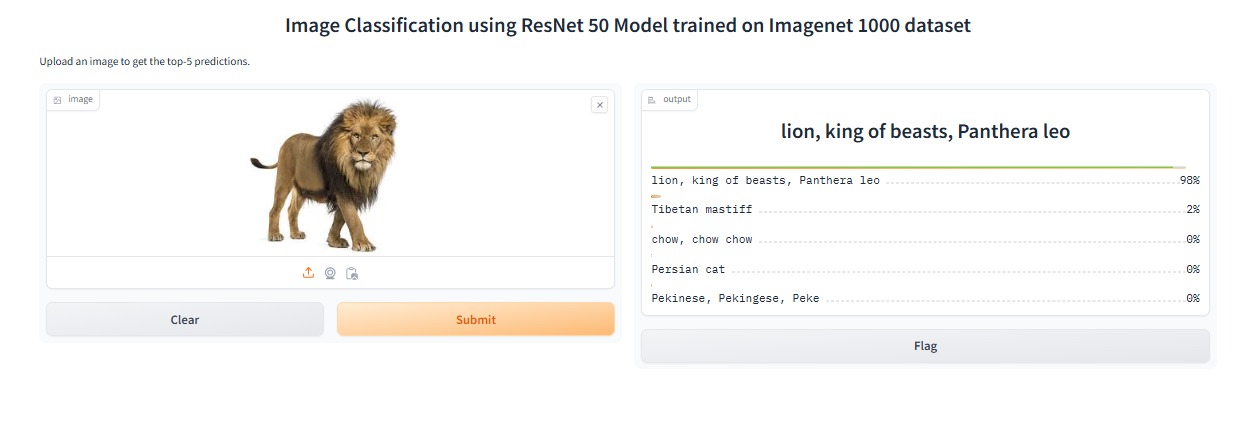 Image Classification using ResNet 50 Model trained on Imagenet 1000 dataset
Upload an image to get the top-5 predictions.
image
Clear
Submit
output
lion, king of beasts, Panthera leo
lion, king of beasts, Panthera leo 98%
Tibetan mastiff 2%
chow, chow chow 0%
Persian cat 0%
Pekinese, Pekingese, Peke 0%
Flag